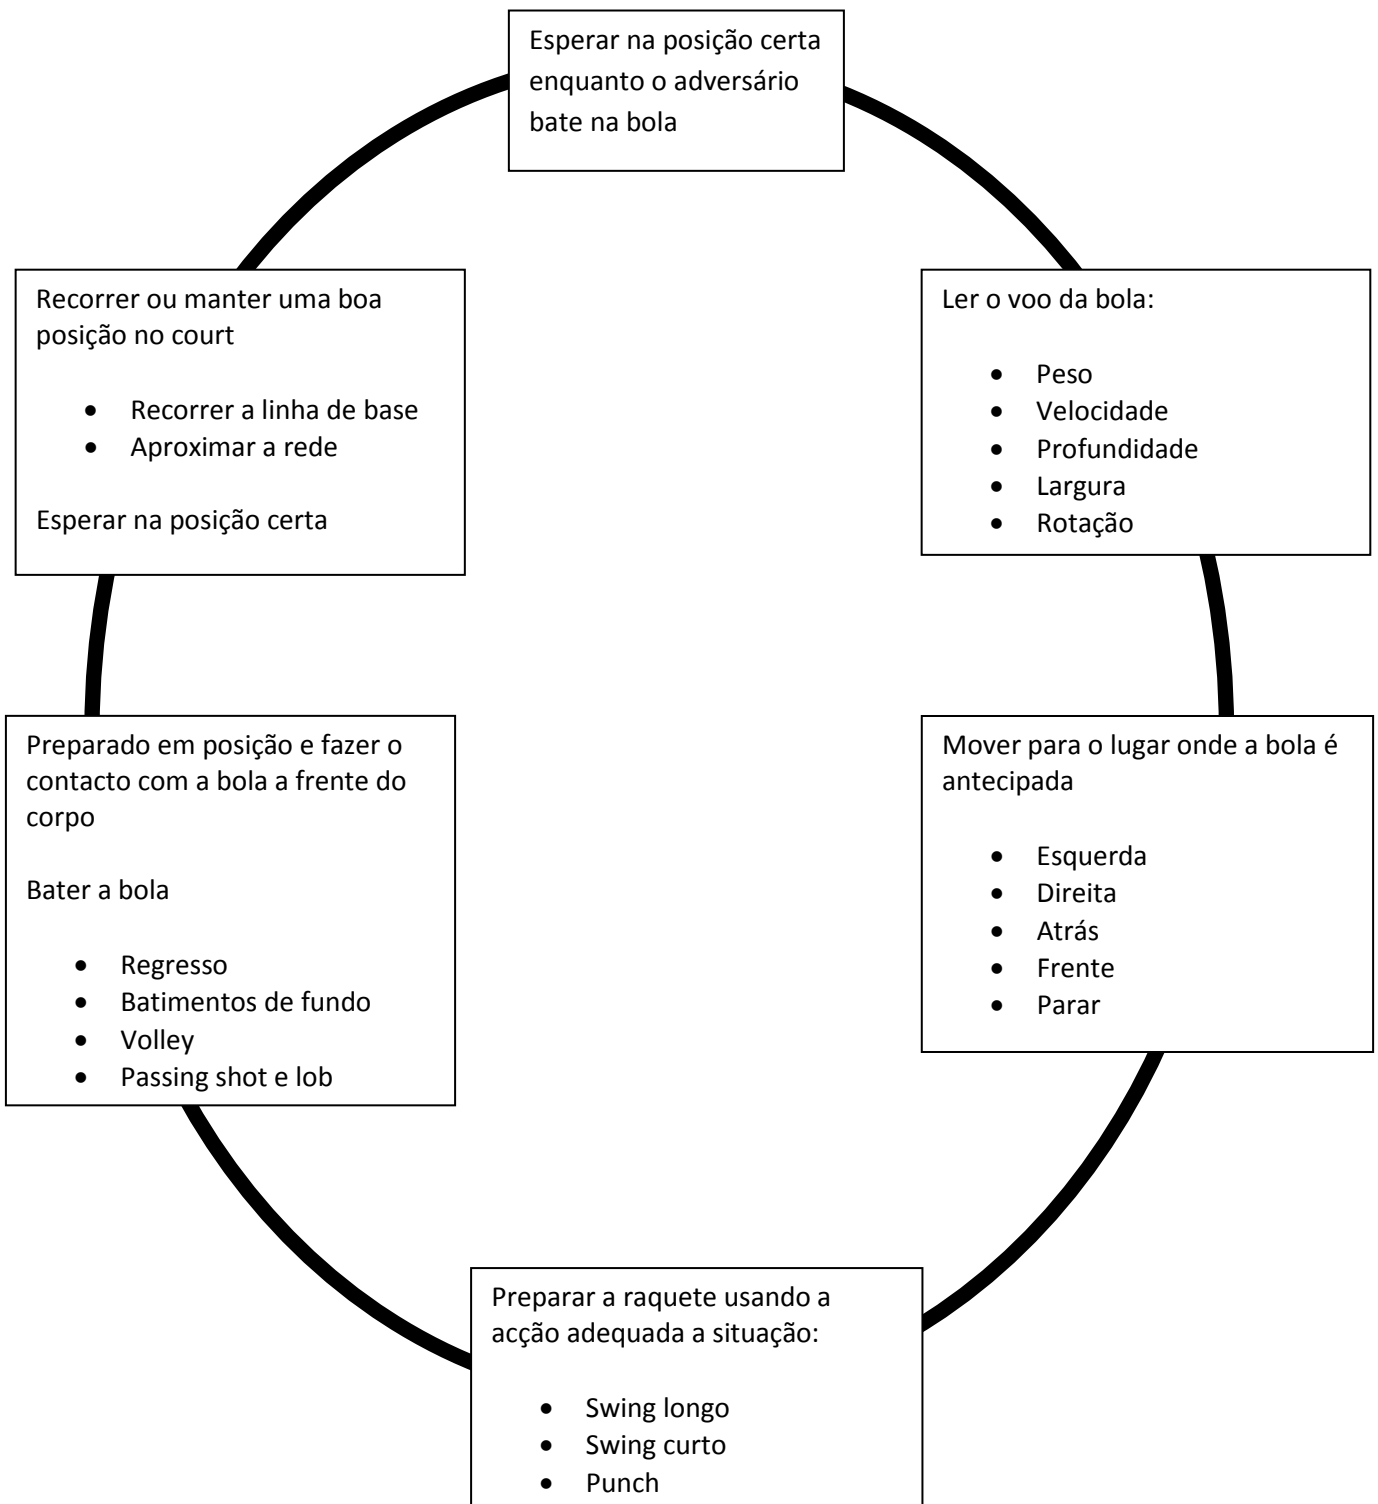 Esperar na posição certa
enquanto o adversário
bate na bola
Recorrer ou manter uma boa
posição no court
• Recorrer a linha de base
• Aproximar a rede
Esperar na posição certa
Ler o voo da bola:
• Peso
• Velocidade
• Profundidade
• Largura
• Rotação
Preparado em posição e fazer o
contacto com a bola a frente do
corpo
Bater a bola
• Regresso
• Batimentos de fundo
• Volley
• Passing shot e lob
Mover para o lugar onde a bola é
antecipada
• Esquerda
• Direita
• Atrás
• Frente
• Parar
Preparar a raquete usando a
acção adequada a situação:
• Swing longo
• Swing curto
• Punch